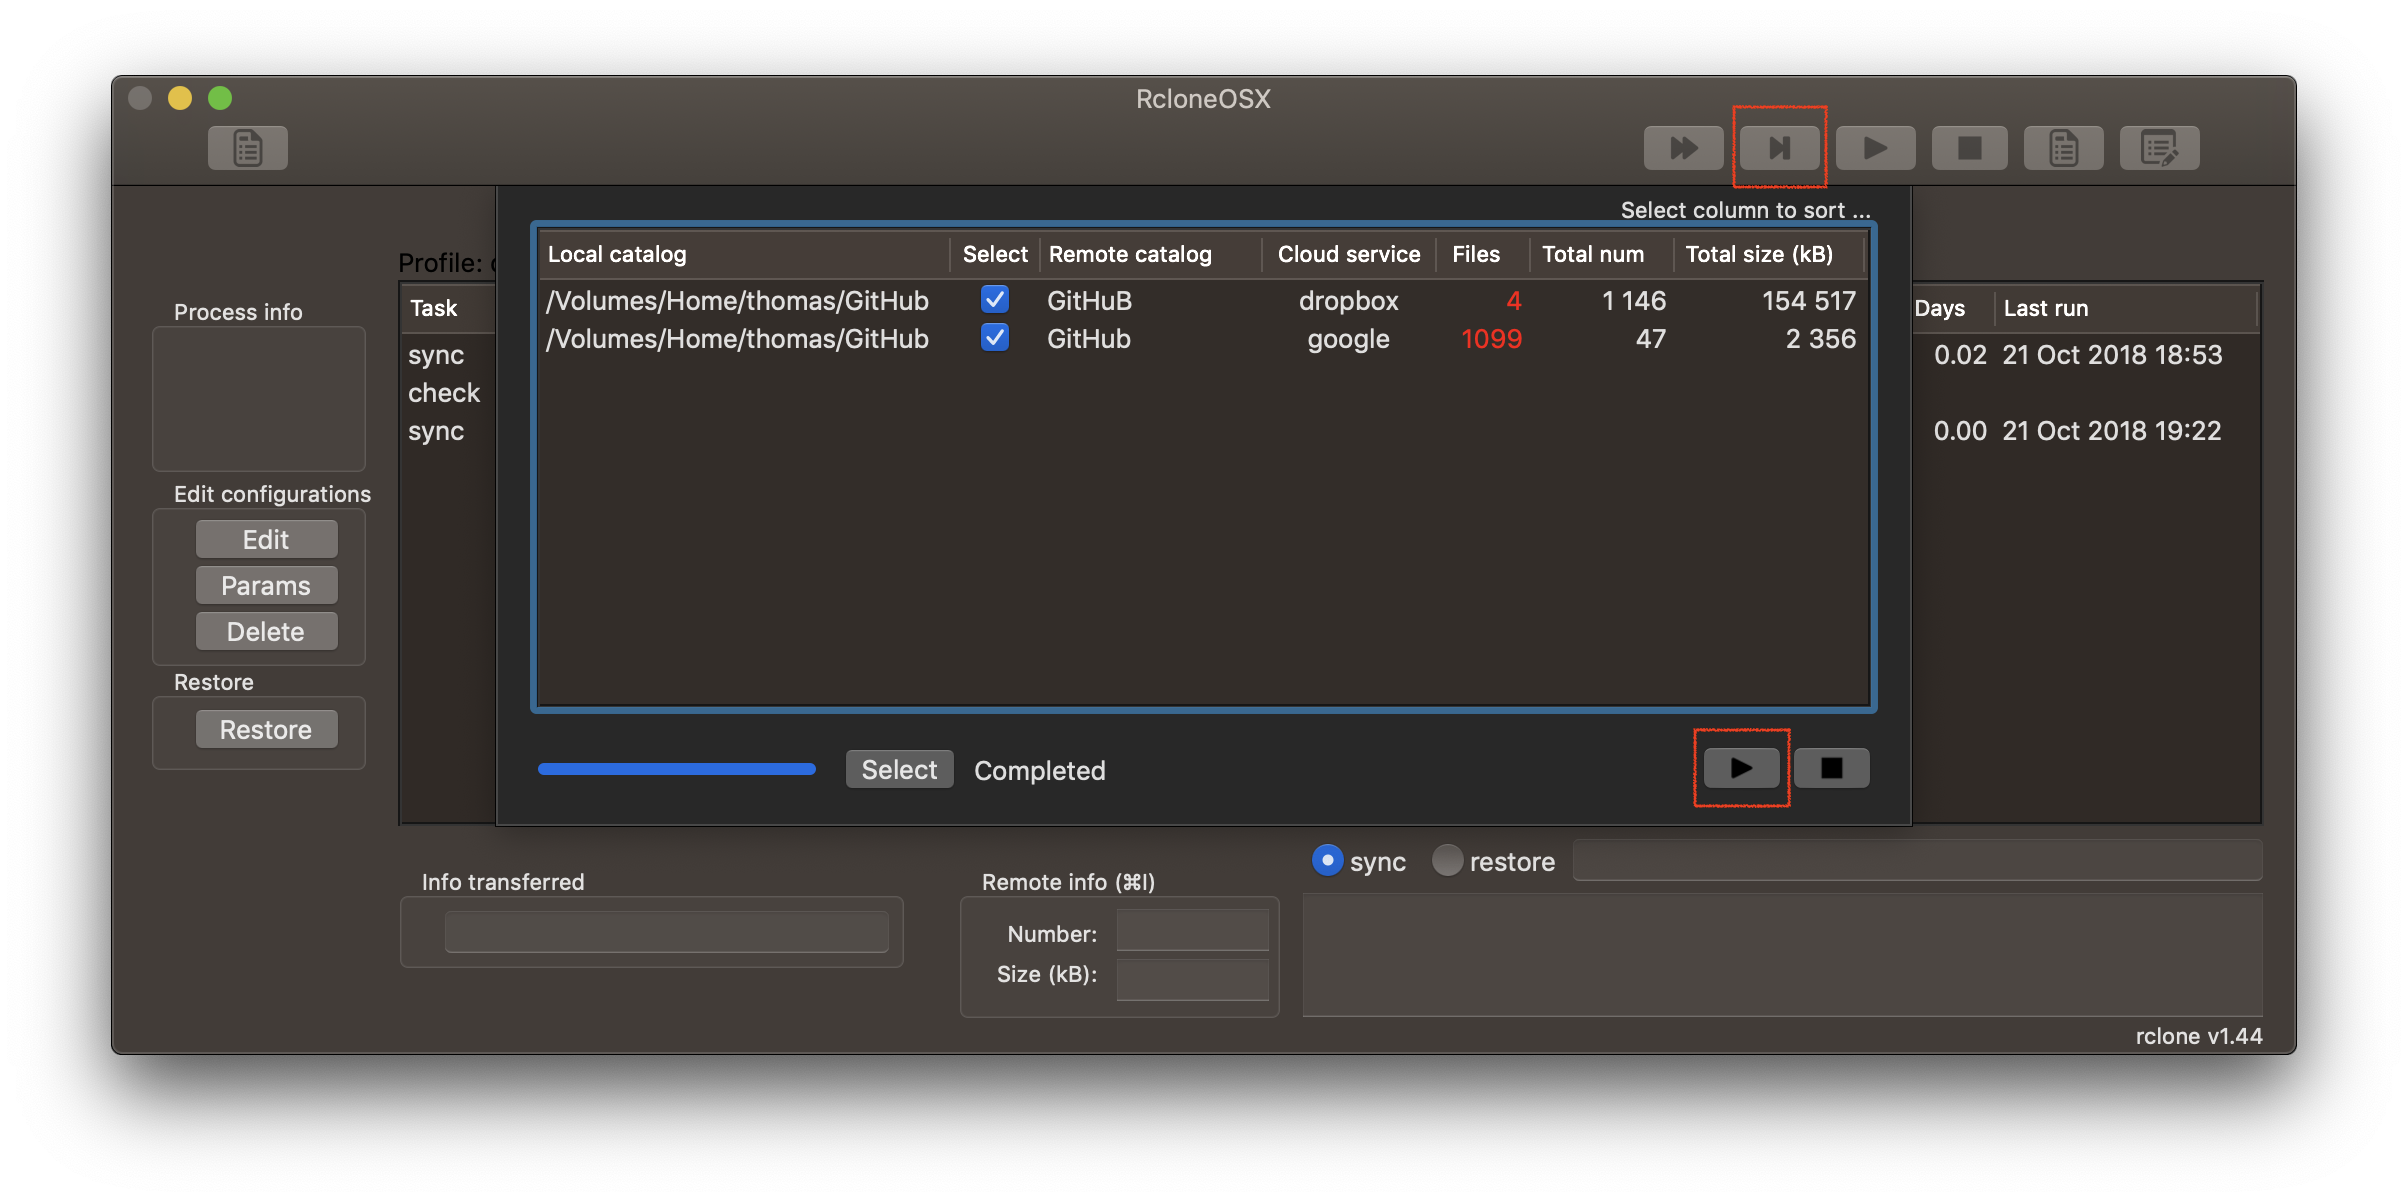 RcloneOSX
Select column to sort ...
Local catalog Select Remote catalog Cloud service Files Total num Total size (kB)
/Volumes/Home/thomas/GitHub GitHuB dropbox 4 1 146 154 517
/Volumes/Home/thomas/GitHub GitHub google 1099 47 2 356
Profile:
Task Days Last run
sync 0.02 21 Oct 2018 18:53
check
sync 0.00 21 Oct 2018 19:22
Process info
Edit configurations
Edit
Params
Delete
Restore
Restore
Select Completed
sync restore
Info transferred
Remote info (⌘I)
Number:
Size (kB):
rclone v1.44